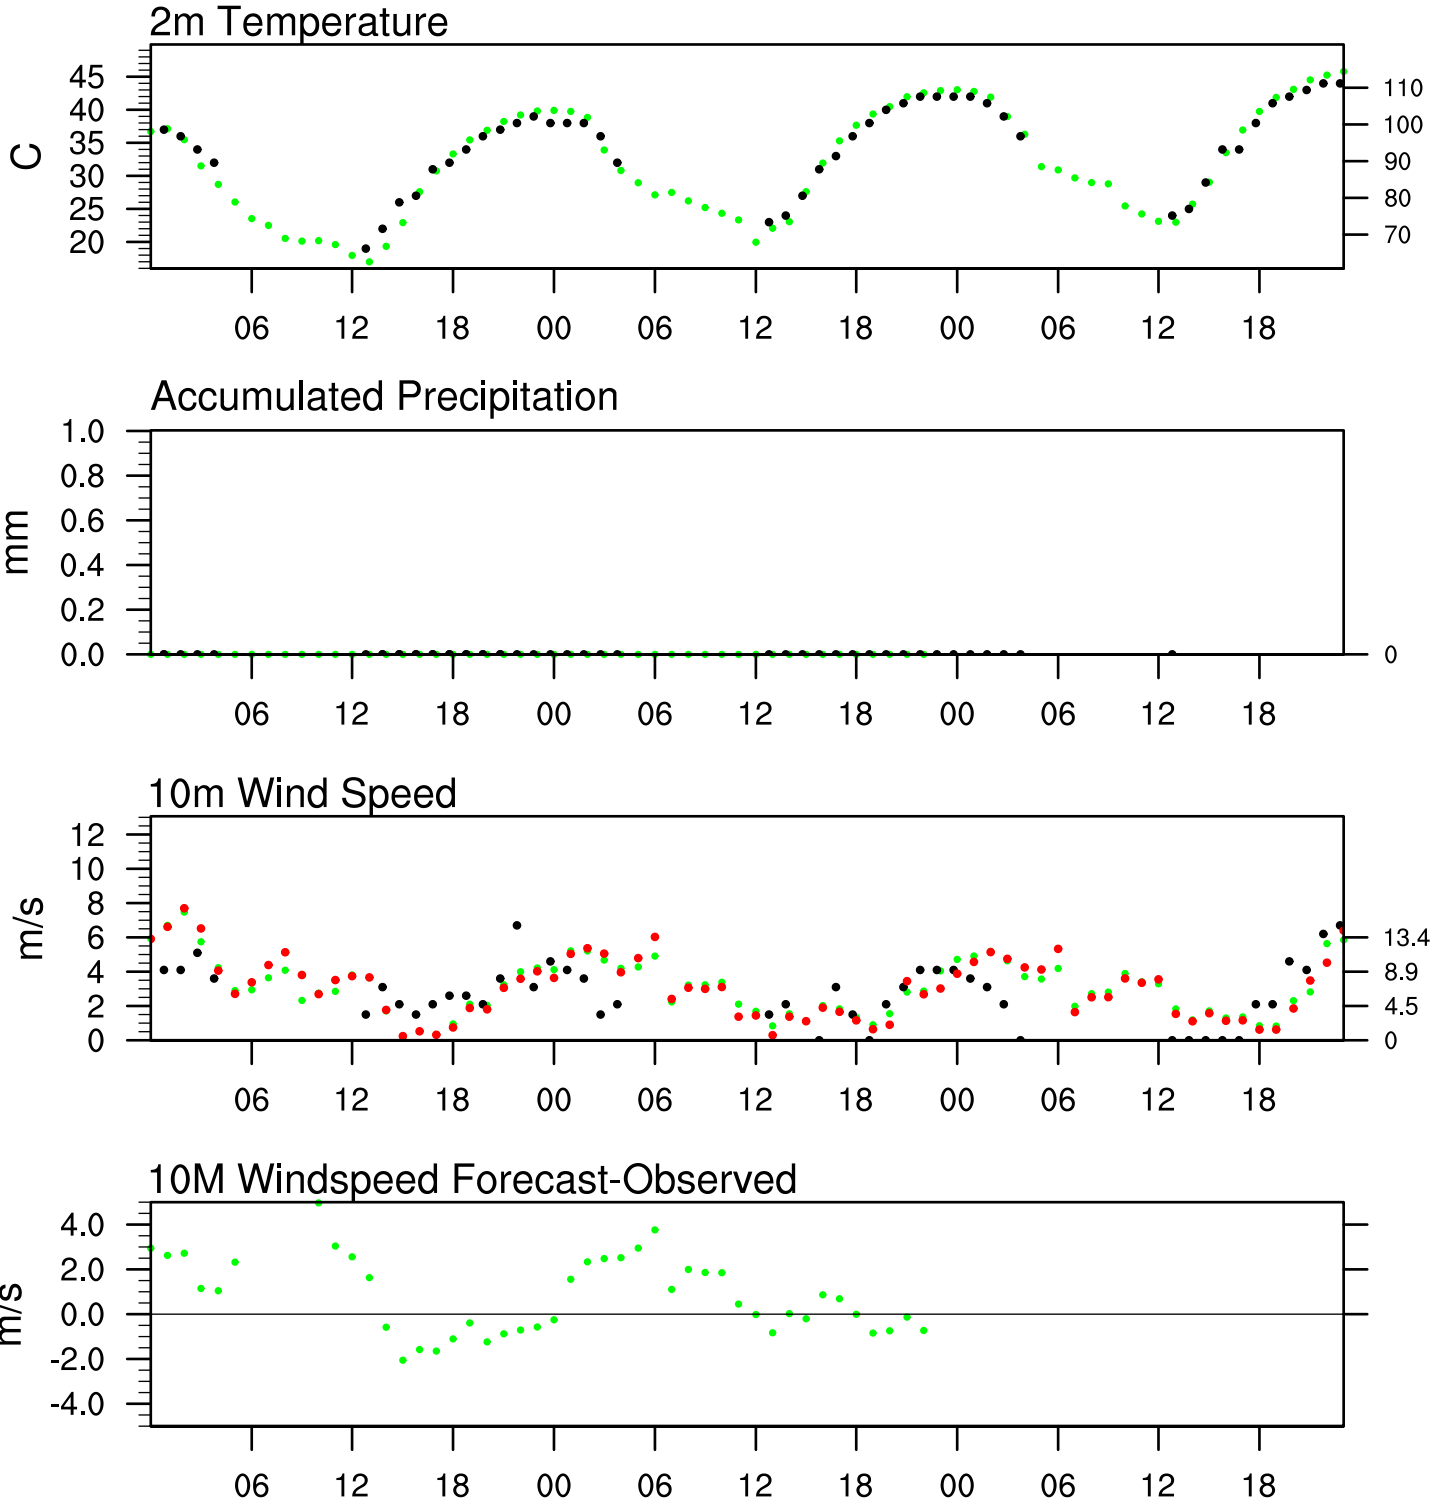 2m Temperature
C
45
40
35
30
25
20
110
100
90
80
70
06 12 18 00 06 12 18 00 06 12 18
Accumulated Precipitation
mm
1.0
0.8
0.6
0.4
0.2
0.0
0
06 12 18 00 06 12 18 00 06 12 18
10m Wind Speed
m/s
12
10
8
6
4
2
0
13.4
8.9
4.5
0
06 12 18 00 06 12 18 00 06 12 18
10M Windspeed Forecast-Observed
m/s
4.0
2.0
0.0
-2.0
-4.0
06 12 18 00 06 12 18 00 06 12 18